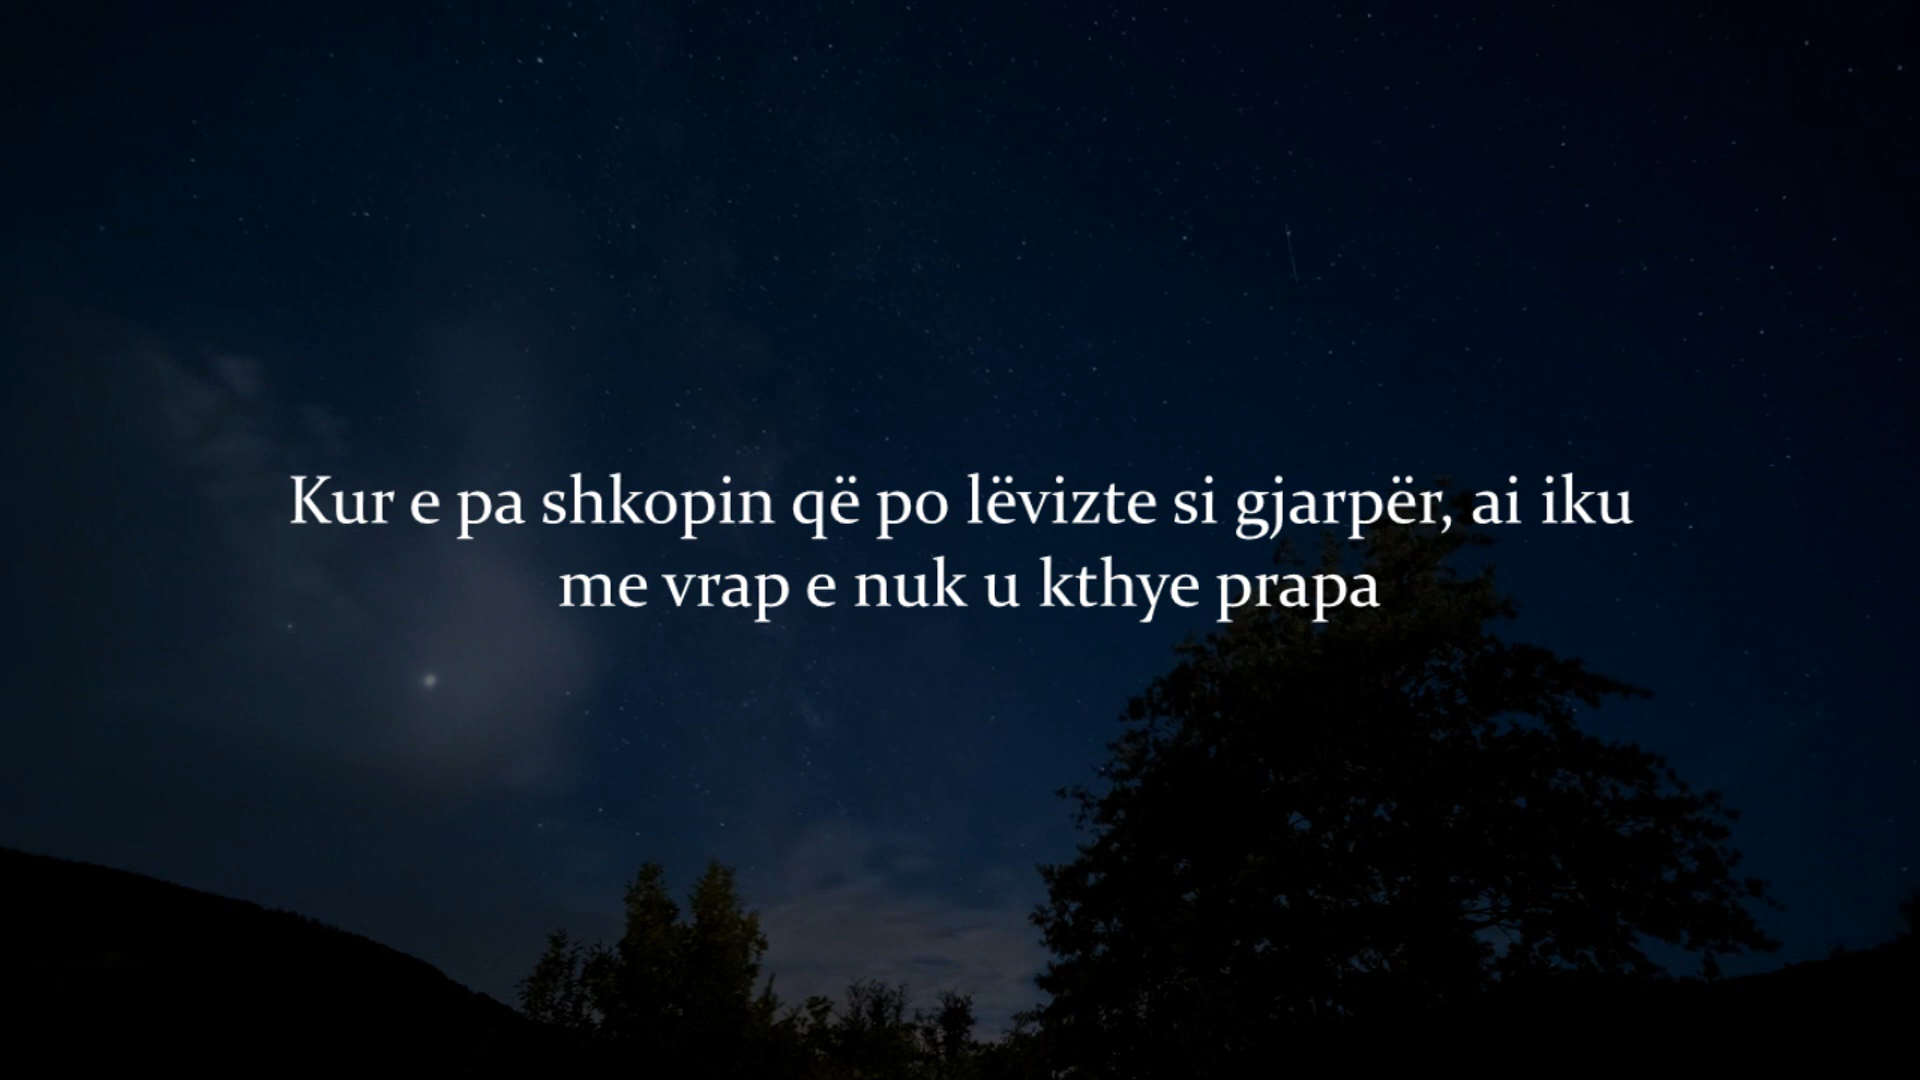 Kur e pa shkopin që po lëvizte si gjarpër, ai iku
me vrap e nuk u kthye prapa